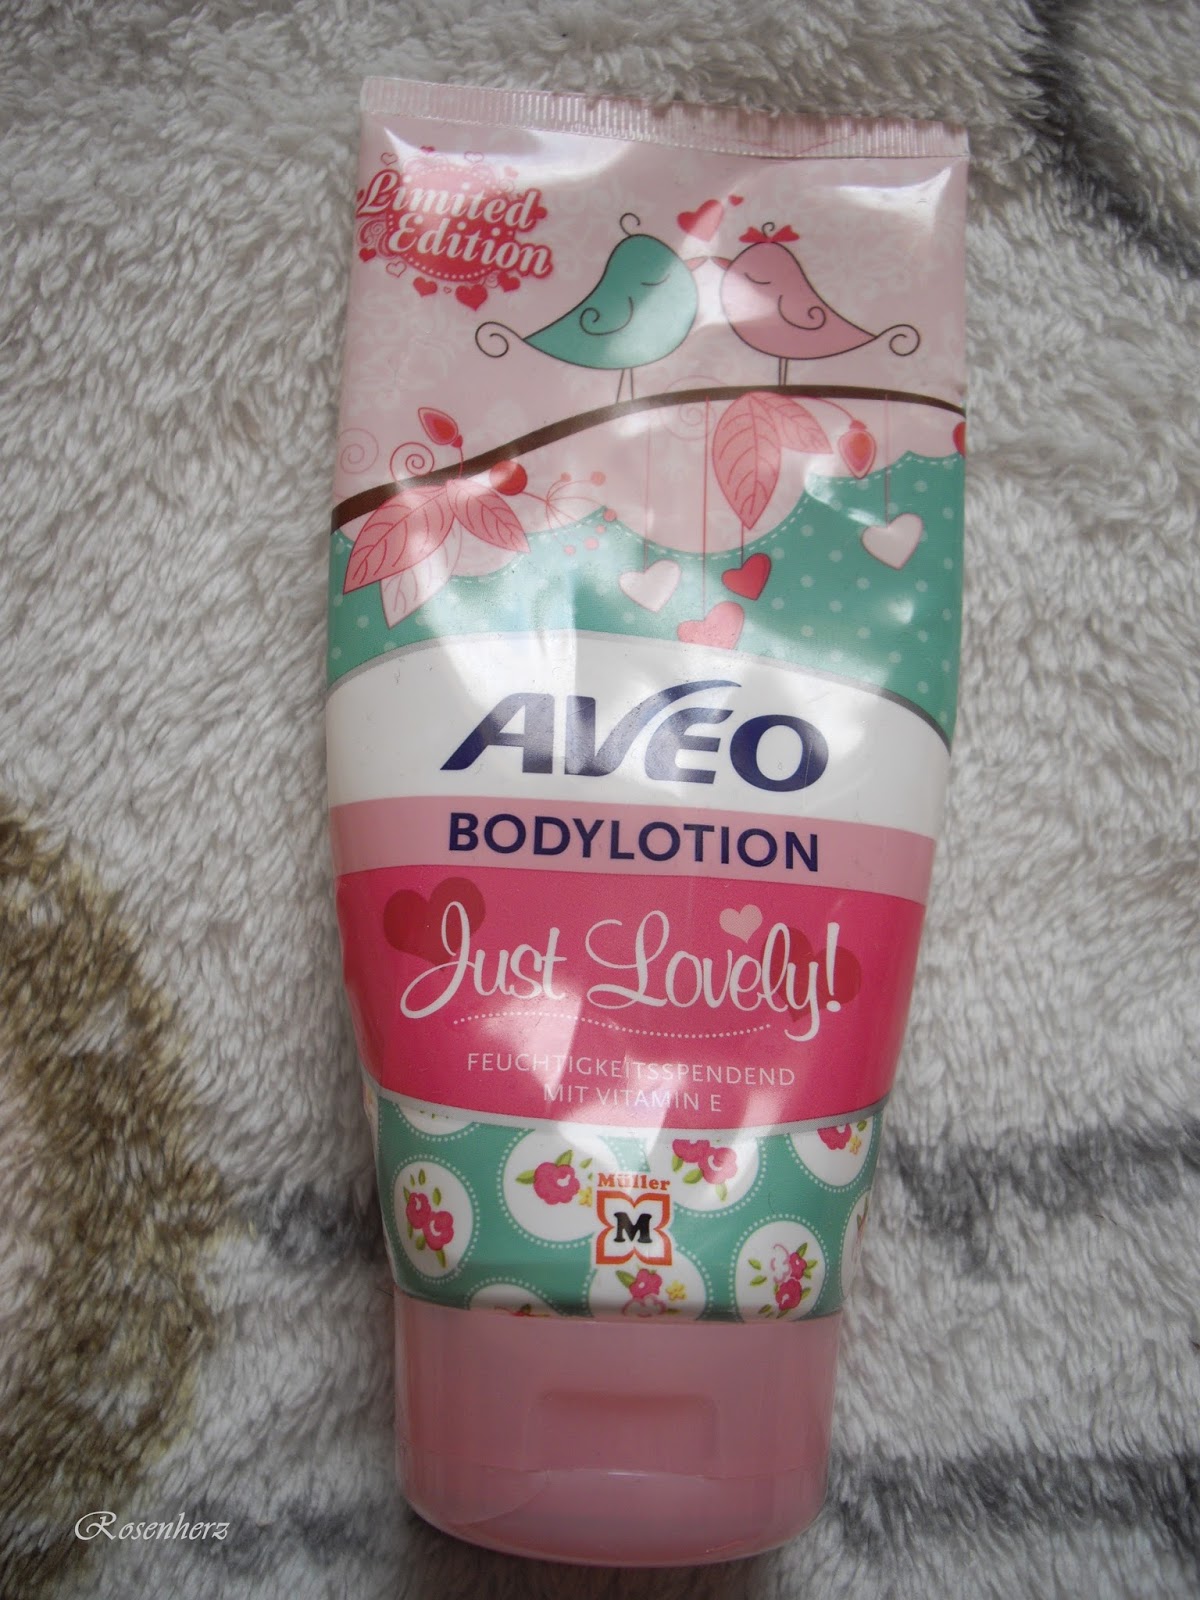 Limited
Edition
AVEO
BODYLOTION
Just Lovely!
FEUCHTIGKEITSSPENDEND
MIT VITAMIN E
Müller
M
Rosenherz